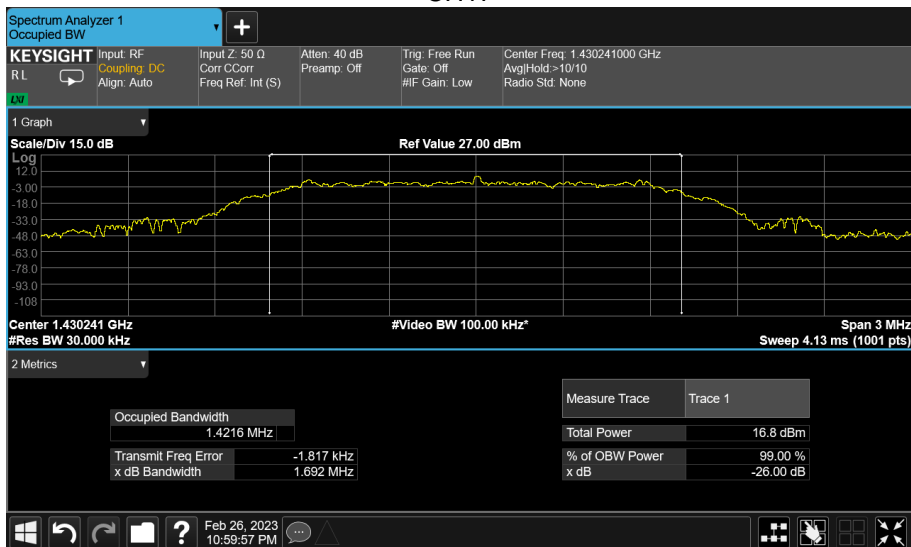 Spectrum Analyzer 1
Occupied BW
+
KEYSIGHT
RL
LXI
Input: RF
Coupling: DC
Align: Auto
Input Z: 50 Ω
Corr CCorr
Freq Ref: Int (S)
Atten: 40 dB
Preamp: Off
Trig: Free Run
Gate: Off
#IF Gain: Low
Center Freq: 1.430241000 GHz
Avg|Hold:>10/10
Radio Std: None
1 Graph
Scale/Div 15.0 dB
Ref Value 27.00 dBm
Log
12.0
-3.00
-18.0
-33.0
-48.0
-63.0
-78.0
-93.0
-108
Center 1.430241 GHz
#Video BW 100.00 kHz*
Span 3 MHz
#Res BW 30.000 kHz
Sweep 4.13 ms (1001 pts)
2 Metrics
Occupied Bandwidth
1.4216 MHz
Transmit Freq Error -1.817 kHz
x dB Bandwidth 1.692 MHz
Measure Trace Trace 1
Total Power 16.8 dBm
% of OBW Power 99.00 %
x dB -26.00 dB
?
Feb 26, 2023
10:59:57 PM